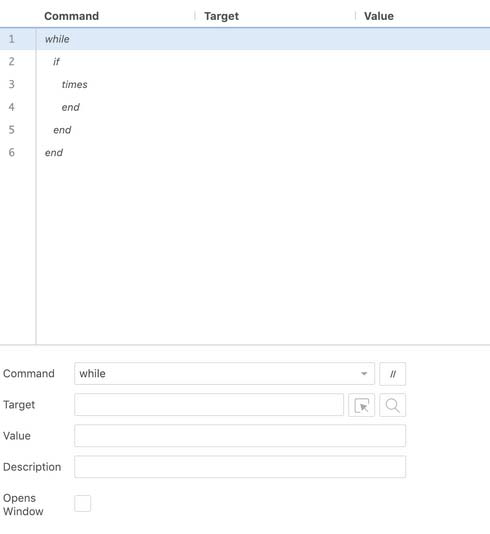 Command Target Value
1 while
2 if
3 times
4 end
5 end
6 end
Command while //
Target
Value
Description
Opens
Window